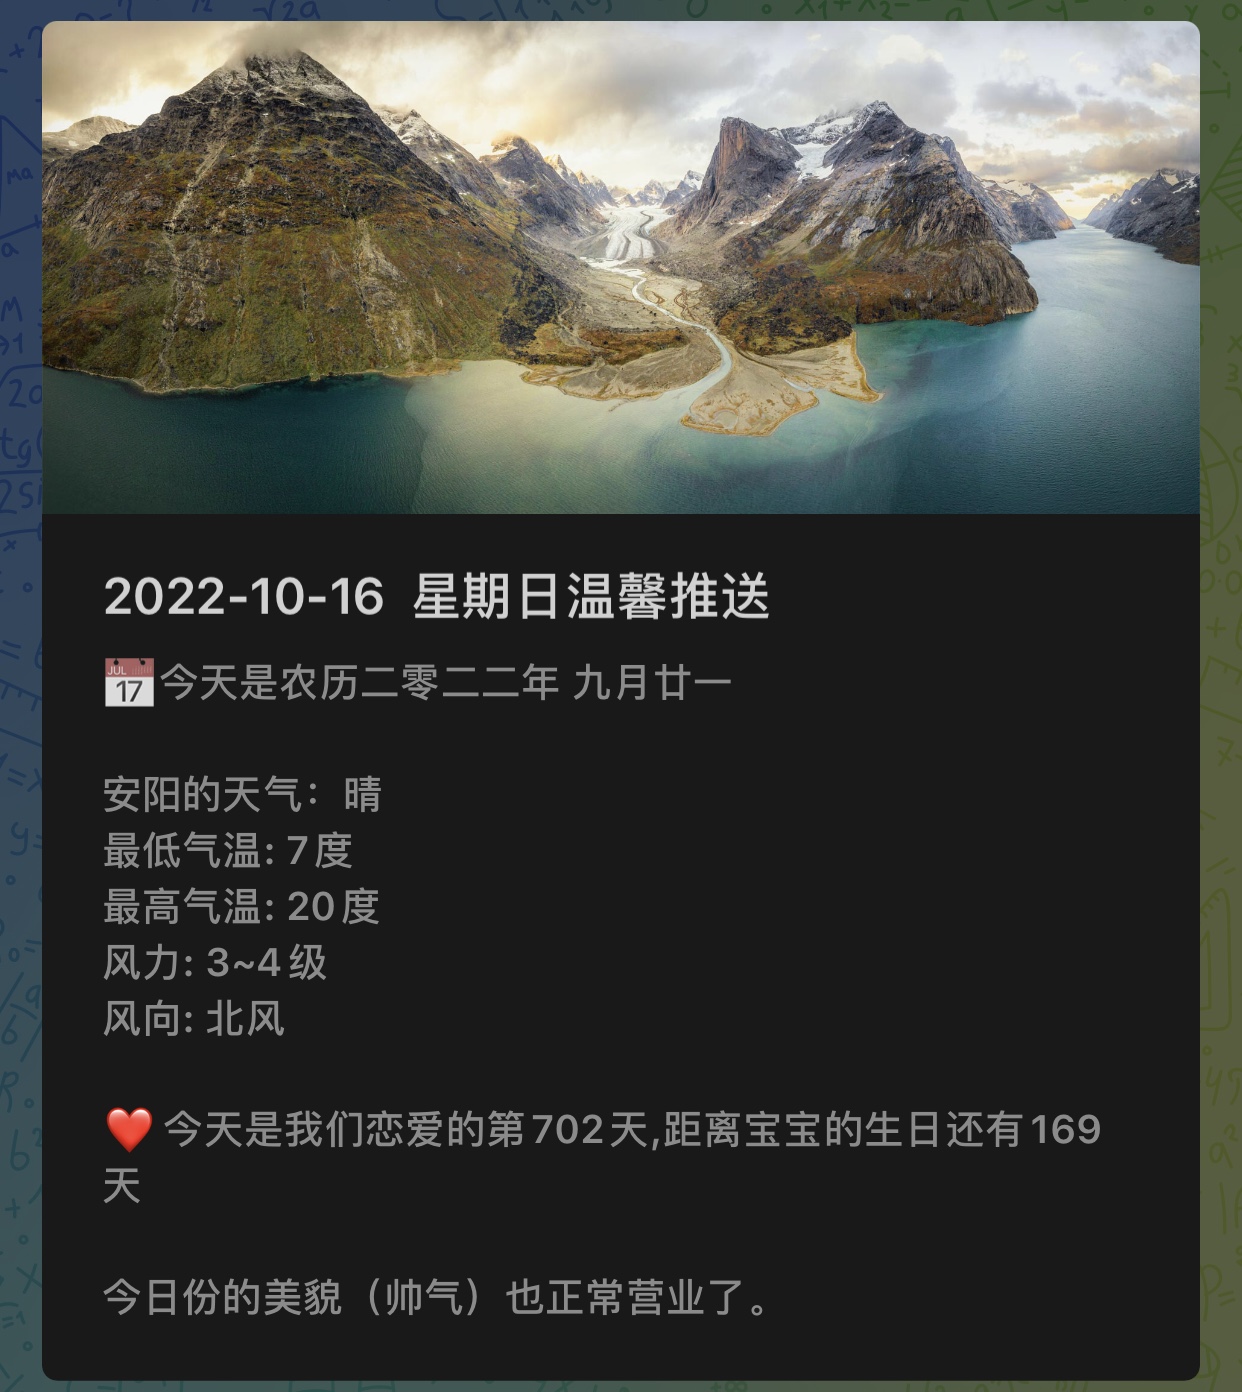 2022-10-16 星期日温馨推送
📅今天是农历二零二二年 九月廿一
安阳的天气：晴
最低气温: 7度
最高气温: 20度
风力: 3~4级
风向: 北风
❤️ 今天是我们恋爱的第702天,距离宝宝的生日还有169
天
今日份的美貌（帅气）也正常营业了。